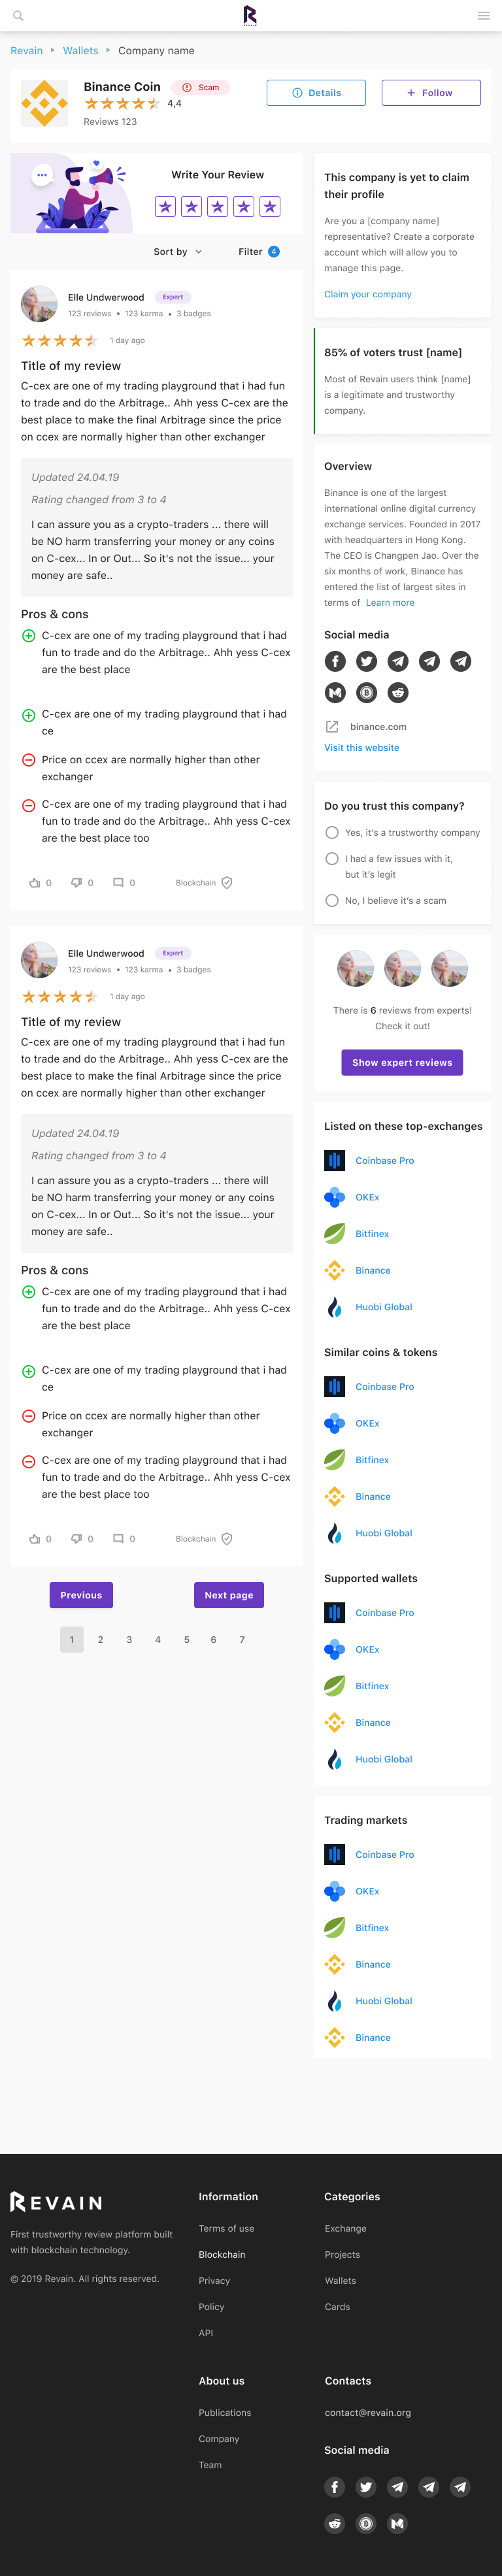 REVAIN
Revain
Wallets
Company name
Binance Coin
Scam
4,4
Reviews 123
Details
Follow
Write Your Review
Sort by
Filter
4
Elle Undwerwood
Expert
123 reviews • 123 karma • 3 badges
1 day ago
Title of my review
C-cex are one of my trading playground that i had fun
to trade and do the Arbitrage.. Ahh yess C-cex are the
best place to make the final Arbitrage since the price
on ccex are normally higher than other exchanger
Updated 24.04.19
Rating changed from 3 to 4
I can assure you as a crypto-traders ... there will
be NO harm transferring your money or any coins
on C-cex... In or Out... So it's not the issue... your
money are safe..
Pros & cons
C-cex are one of my trading playground that i had
fun to trade and do the Arbitrage.. Ahh yess C-cex
are the best place
C-cex are one of my trading playground that i had
ce
Price on ccex are normally higher than other
exchanger
C-cex are one of my trading playground that i had
fun to trade and do the Arbitrage.. Ahh yess C-cex
are the best place too
0
0
0
Blockchain
Elle Undwerwood
Expert
123 reviews • 123 karma • 3 badges
1 day ago
Title of my review
C-cex are one of my trading playground that i had fun
to trade and do the Arbitrage.. Ahh yess C-cex are the
best place to make the final Arbitrage since the price
on ccex are normally higher than other exchanger
Updated 24.04.19
Rating changed from 3 to 4
I can assure you as a crypto-traders ... there will
be NO harm transferring your money or any coins
on C-cex... In or Out... So it's not the issue... your
money are safe..
Pros & cons
C-cex are one of my trading playground that i had
fun to trade and do the Arbitrage.. Ahh yess C-cex
are the best place
C-cex are one of my trading playground that i had
ce
Price on ccex are normally higher than other
exchanger
C-cex are one of my trading playground that i had
fun to trade and do the Arbitrage.. Ahh yess C-cex
are the best place too
0
0
0
Blockchain
Previous
Next page
1 2 3 4 5 6 7
This company is yet to claim
their profile
Are you a [company name]
representative? Create a corporate
account which will allow you to
manage this page.
Claim your company
85% of voters trust [name]
Most of Revain users think [name]
is a legitimate and trustworthy
company.
Overview
Binance is one of the largest
international online digital currency
exchange services. Founded in 2017
with headquarters in Hong Kong.
The CEO is Changpen Jao. Over the
six months of work, Binance has
entered the list of largest sites in
terms of Learn more
Social media
binance.com
Visit this website
Do you trust this company?
Yes, it's a trustworthy company
I had a few issues with it,
but it's legit
No, I believe it's a scam
There is 6 reviews from experts!
Check it out!
Show expert reviews
Listed on these top-exchanges
Coinbase Pro
OKEx
Bitfinex
Binance
Huobi Global
Similar coins & tokens
Coinbase Pro
OKEx
Bitfinex
Binance
Huobi Global
Supported wallets
Coinbase Pro
OKEx
Bitfinex
Binance
Huobi Global
Trading markets
Coinbase Pro
OKEx
Bitfinex
Binance
Huobi Global
Binance
REVAIN
First trustworthy review platform built
with blockchain technology.
© 2019 Revain. All rights reserved.
Information
Terms of use
Blockchain
Privacy
Policy
API
Categories
Exchange
Projects
Wallets
Cards
About us
Publications
Company
Team
Contacts
contact@revain.org
Social media